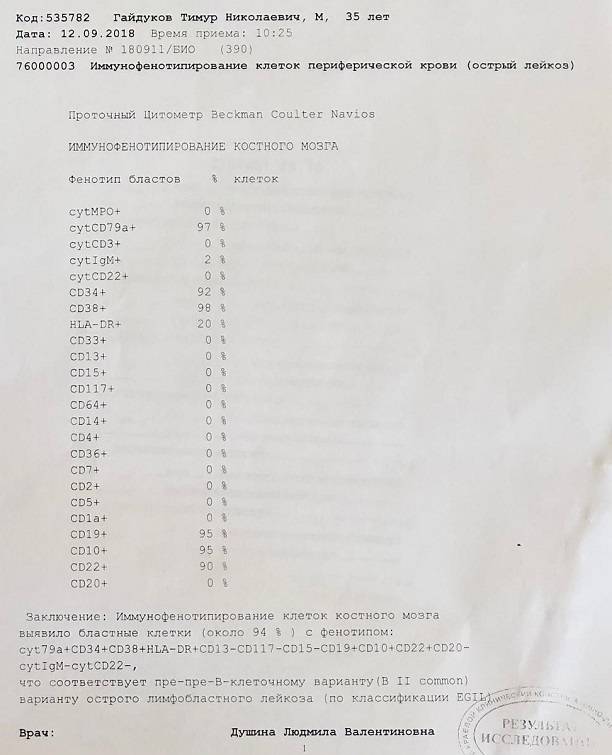 Код:535782 Гайдуков Тимур Николаевич, М, 35 лет
Дата: 12.09.2018 Время приема: 10:25
Направление № 180911/БИО (390)
76000003 Иммунофенотипирование клеток периферической крови (острый лейкоз)
Проточный Цитометр Beckman Coulter Navios
ИММУНОФЕНОТИПИРОВАНИЕ КОСТНОГО МОЗГА
Фенотип бластов % клеток
cytMPO+ 0 %
cytCD79a+ 97 %
cytCD3+ 0 %
cytIgM+ 2 %
cytCD22+ 0 %
CD34+ 92 %
CD38+ 98 %
HLA-DR+ 20 %
CD33+ 0 %
CD13+ 0 %
CD15+ 0 %
CD117+ 0 %
CD64+ 0 %
CD14+ 0 %
CD4+ 0 %
CD36+ 0 %
CD7+ 0 %
CD2+ 0 %
CD5+ 0 %
CD1a+ 0 %
CD19+ 95 %
CD10+ 95 %
CD22+ 90 %
CD20+ 0 %
Заключение: Иммунофенотипирование клеток костного мозга
выявило бластные клетки (около 94 % ) с фенотипом:
cyt79a+CD34+CD38+HLA-DR+CD13-CD117-CD15-CD19+CD10+CD22+CD20-
cytIgM-cytCD22-,
что соответствует пре-пре-В-клеточному варианту(B II common)
варианту острого лимфобластного лейкоза (по классификации EGIL)
Врач: Душина Людмила Валентиновна
РЕЗУЛЬТАТ
ИССЛЕДОВАНИЯ
1